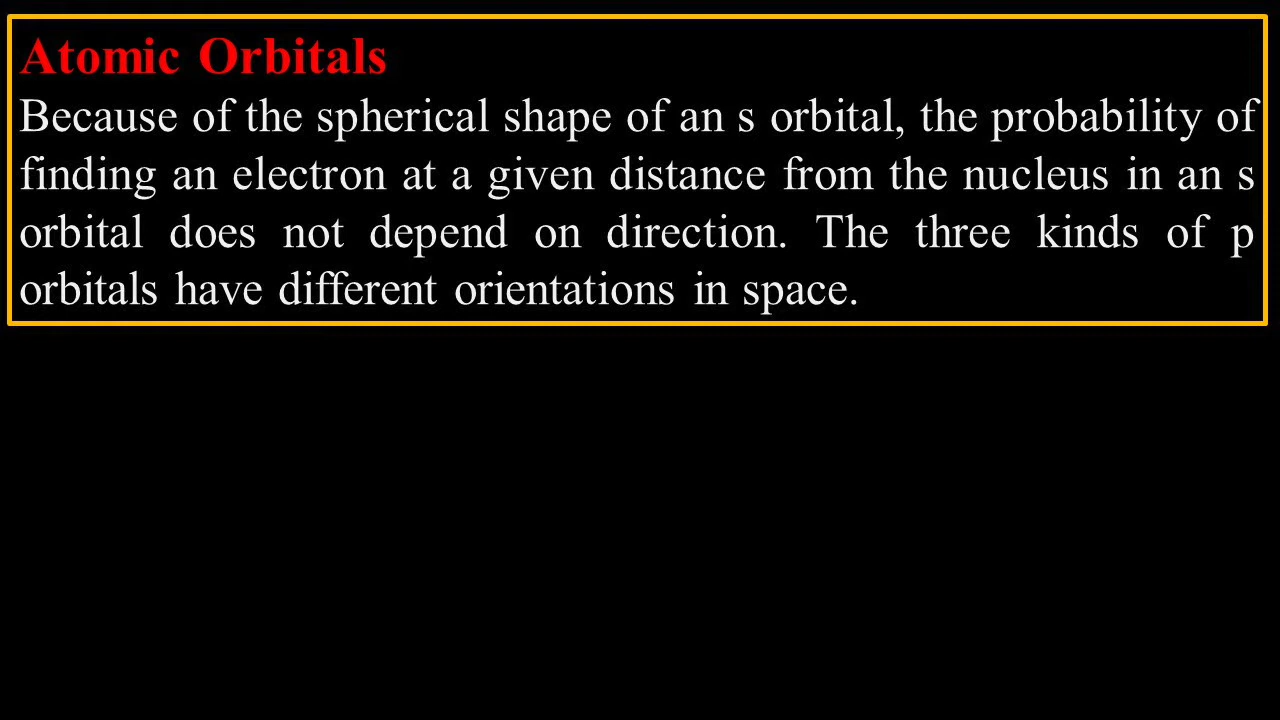 Atomic Orbitals
Because of the spherical shape of an s orbital, the probability of
finding an electron at a given distance from the nucleus in an s
orbital does not depend on direction. The three kinds of p
orbitals have different orientations in space.